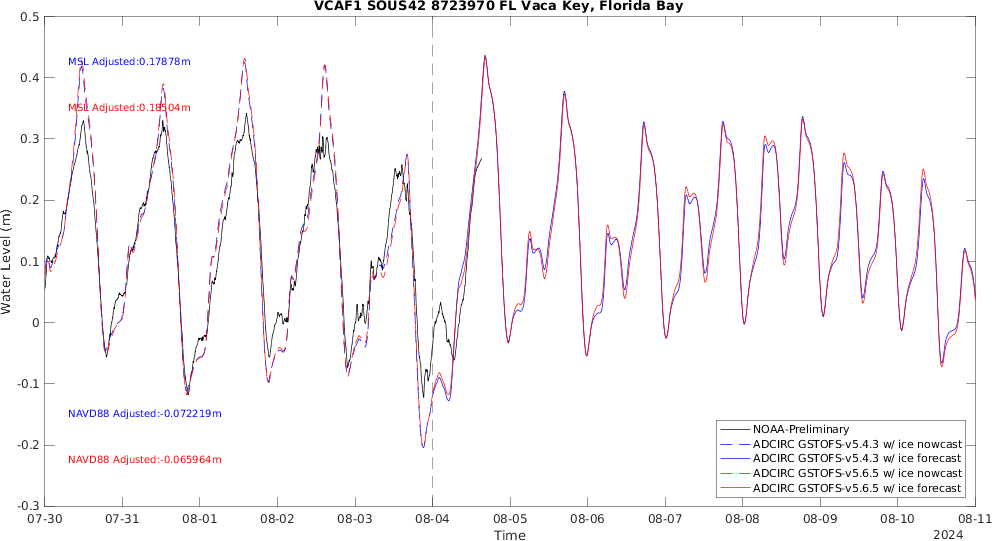 VCAF1 SOUS42 8723970 FL Vaca Key, Florida Bay
0.5
0.4
0.3
0.2
0.1
0
-0.1
-0.2
-0.3
Water Level (m)
MSL Adjusted:0.17878m
MSL Adjusted:0.18504m
NAVD88 Adjusted:-0.072219m
NAVD88 Adjusted:-0.065964m
NOAA-Preliminary
ADCIRC GSTOFS-v5.4.3 w/ ice nowcast
ADCIRC GSTOFS-v5.4.3 w/ ice forecast
ADCIRC GSTOFS-v5.6.5 w/ ice nowcast
ADCIRC GSTOFS-v5.6.5 w/ ice forecast
07-30 07-31 08-01 08-02 08-03 08-04 08-05 08-06 08-07 08-08 08-09 08-10 08-11
Time
2024